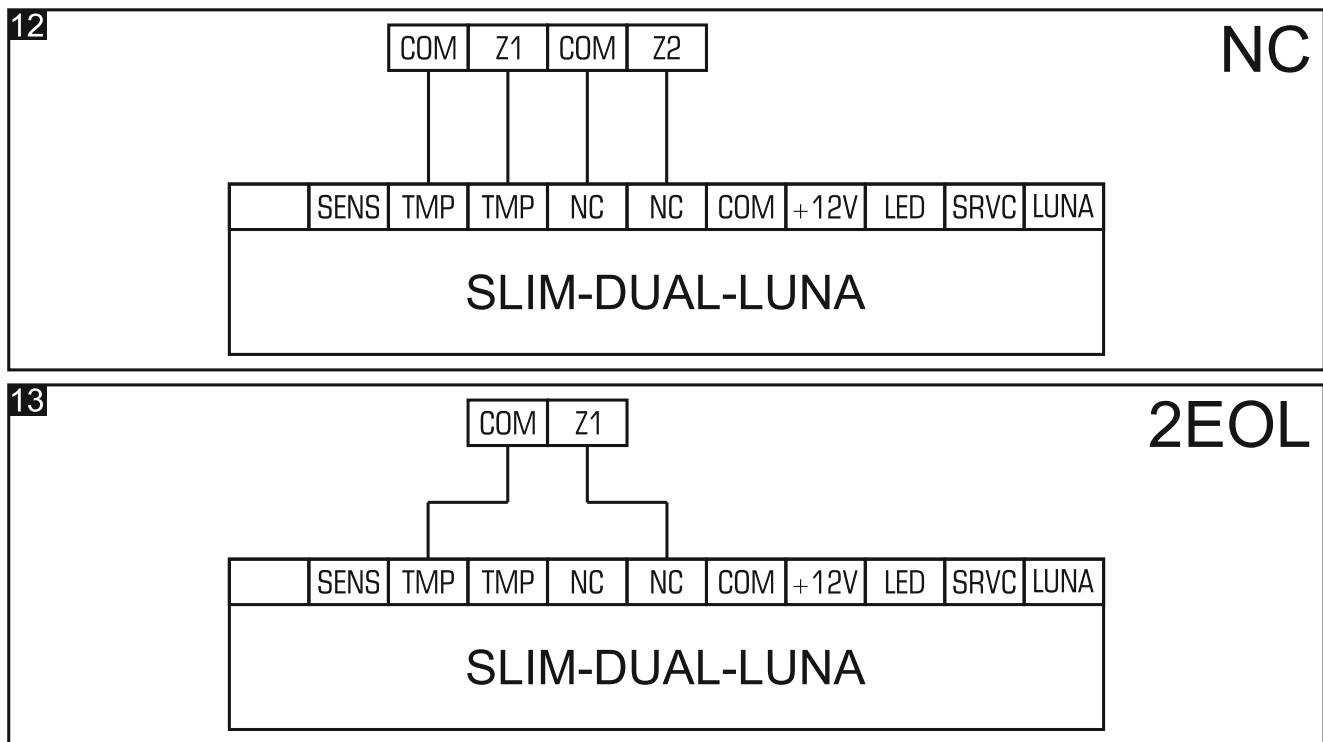 12
NC
COM Z1 COM Z2
SENS TMP TMP NC NC COM +12V LED SRVC LUNA
SLIM-DUAL-LUNA
13
2EOL
COM Z1
SENS TMP TMP NC NC COM +12V LED SRVC LUNA
SLIM-DUAL-LUNA